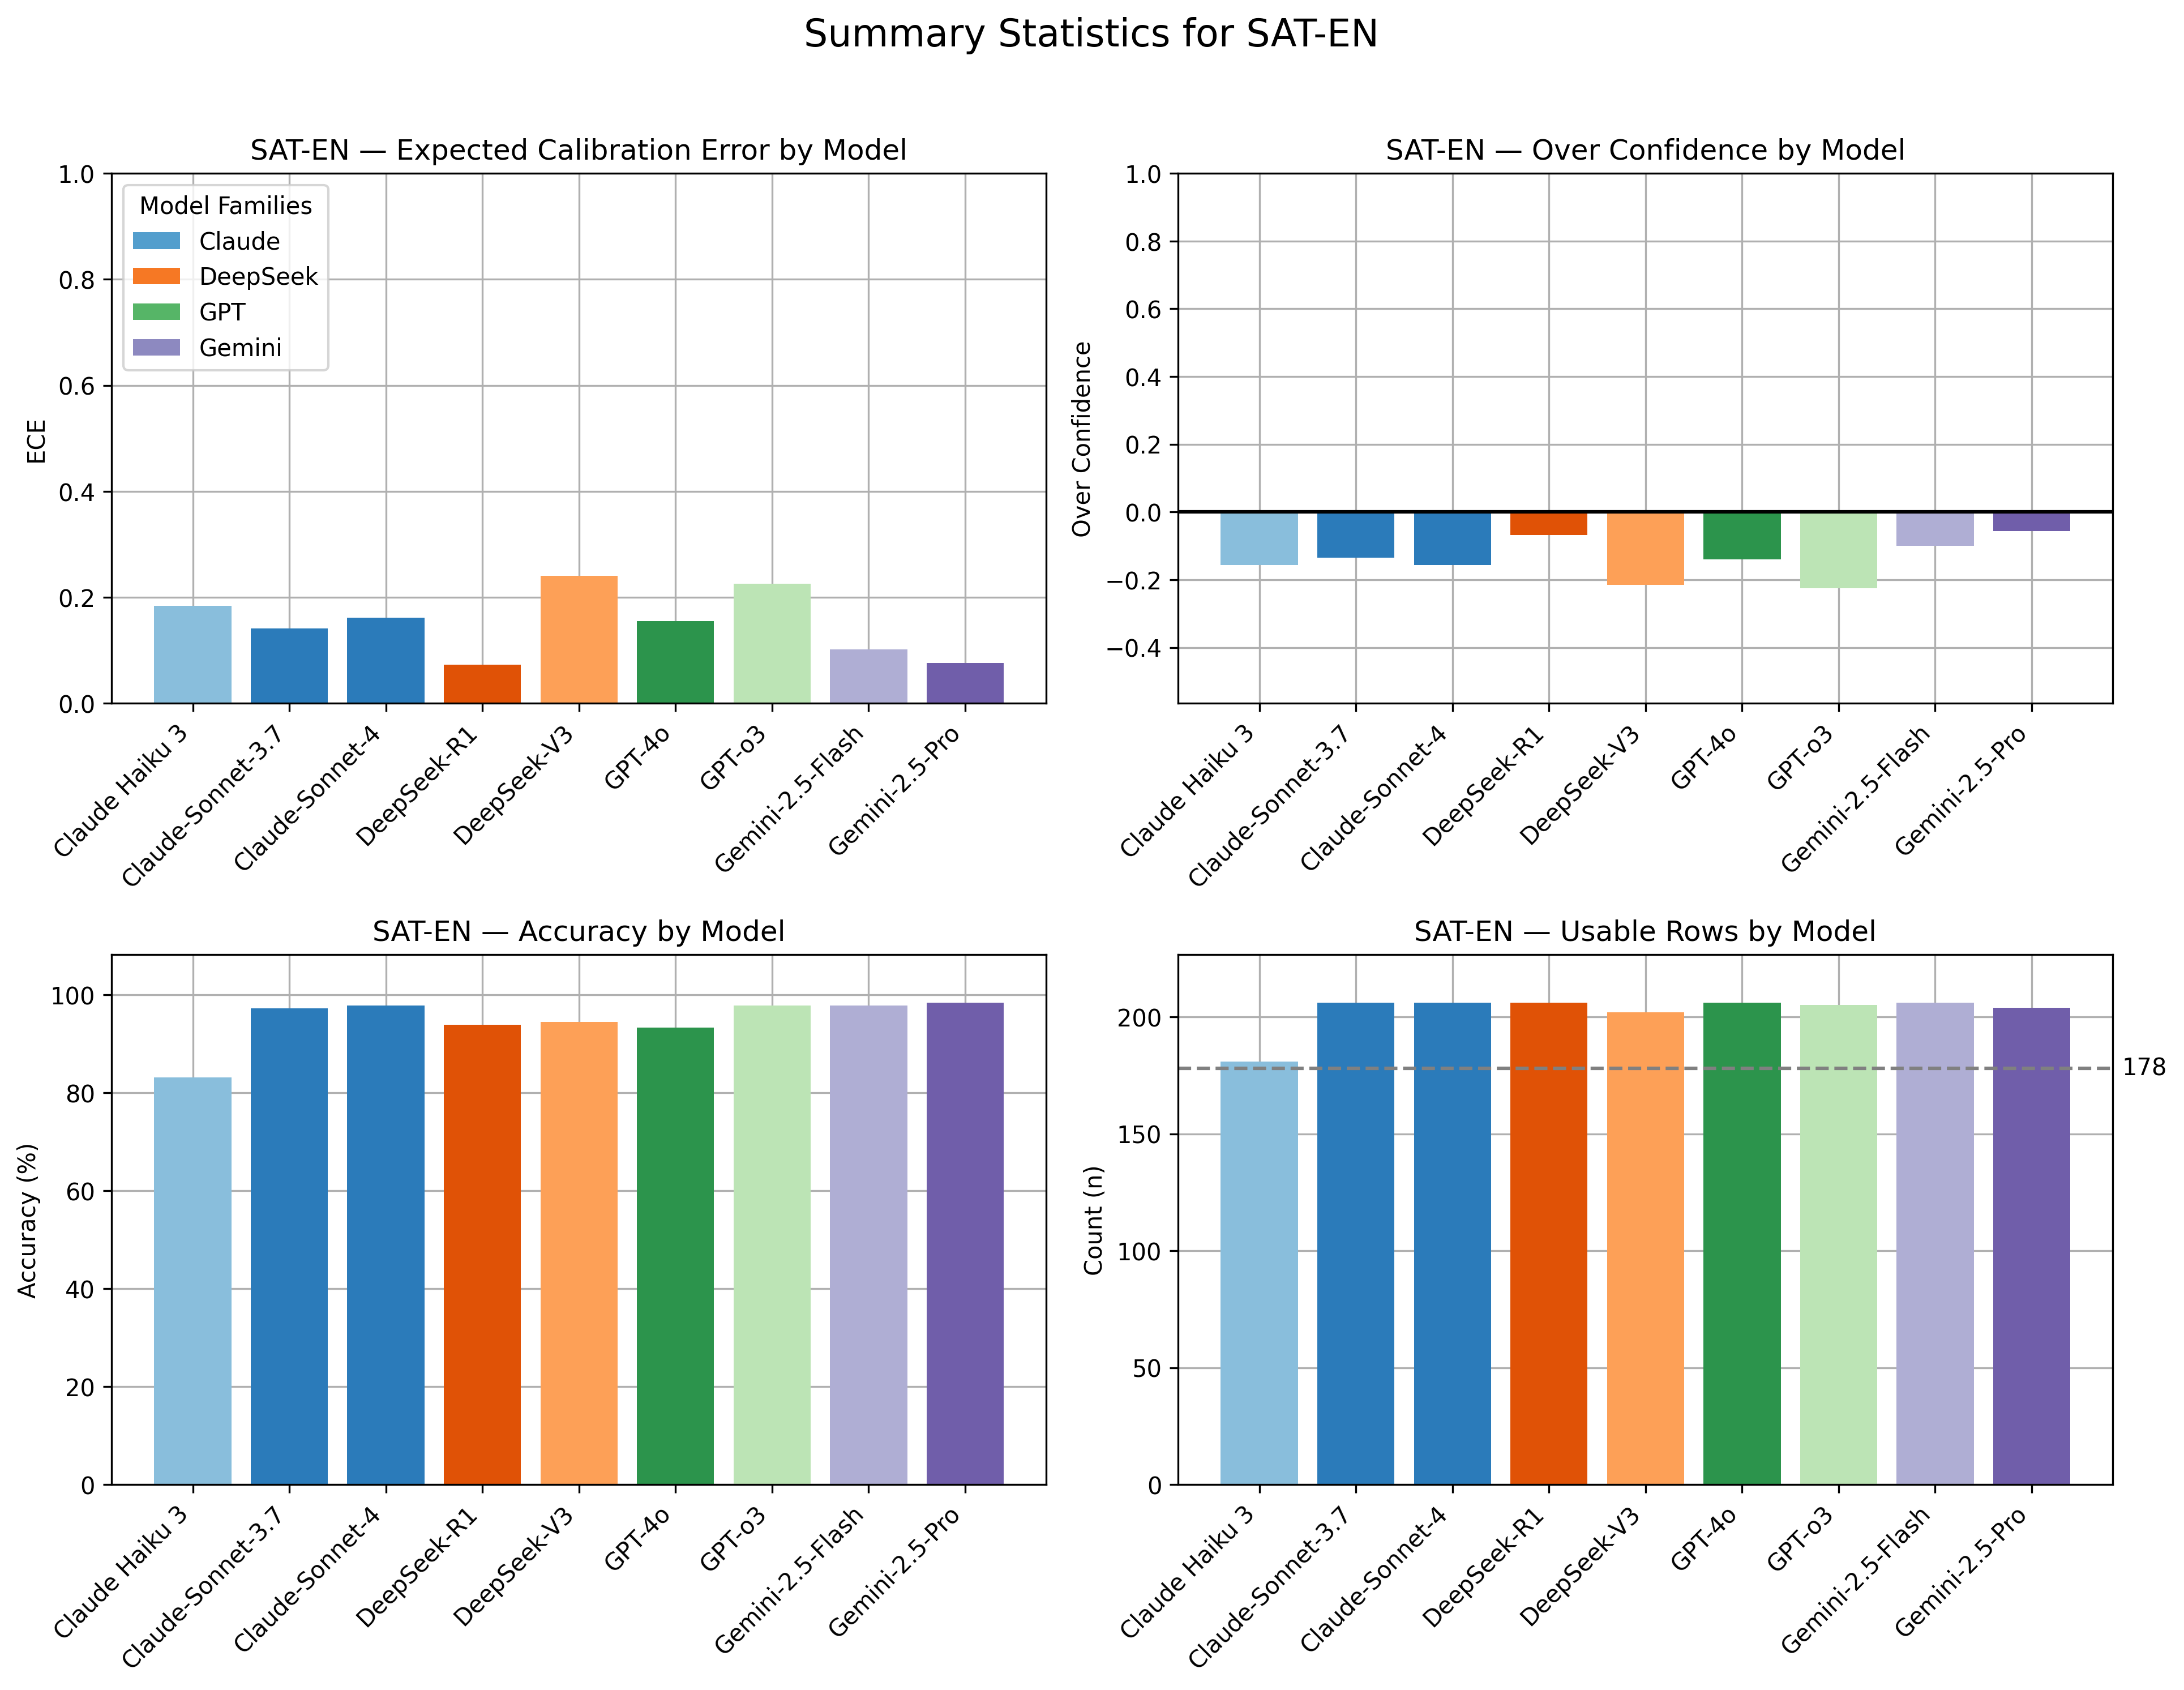 Summary Statistics for SAT-EN
SAT-EN — Expected Calibration Error by Model
ECE
1.0
0.8
0.6
0.4
0.2
0.0
Model Families
Claude
DeepSeek
GPT
Gemini
Claude Haiku 3
Claude-Sonnet-3.7
Claude-Sonnet-4
DeepSeek-R1
DeepSeek-V3
GPT-4o
GPT-o3
Gemini-2.5-Flash
Gemini-2.5-Pro
SAT-EN — Over Confidence by Model
Over Confidence
1.0
0.8
0.6
0.4
0.2
0.0
−0.2
−0.4
Claude Haiku 3
Claude-Sonnet-3.7
Claude-Sonnet-4
DeepSeek-R1
DeepSeek-V3
GPT-4o
GPT-o3
Gemini-2.5-Flash
Gemini-2.5-Pro
SAT-EN — Accuracy by Model
Accuracy (%)
100
80
60
40
20
0
Claude Haiku 3
Claude-Sonnet-3.7
Claude-Sonnet-4
DeepSeek-R1
DeepSeek-V3
GPT-4o
GPT-o3
Gemini-2.5-Flash
Gemini-2.5-Pro
SAT-EN — Usable Rows by Model
Count (n)
200
150
100
50
0
178
Claude Haiku 3
Claude-Sonnet-3.7
Claude-Sonnet-4
DeepSeek-R1
DeepSeek-V3
GPT-4o
GPT-o3
Gemini-2.5-Flash
Gemini-2.5-Pro